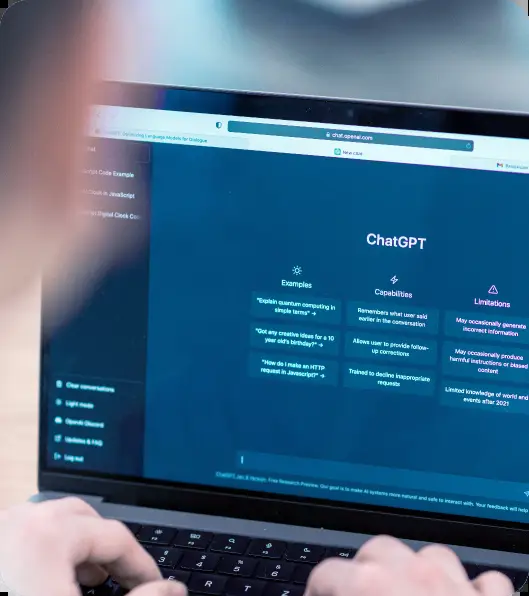 Optimizing Language Models for Dialogue
chat.openai.com
New chat
Code Example
Clock in JavaScript
Digital Clock Co
ChatGPT
Examples
"Explain quantum computing in
simple terms" →
"Got any creative ideas for a 10
year old's birthday?" →
"How do I make an HTTP
request in Javascript?" →
Capabilities
Remembers what user said
earlier in the conversation
Allows user to provide follow-
up corrections
Trained to decline inappropriate
requests
Limitations
May occasionally generate
incorrect information
May occasionally produce
harmful instructions or biased
content
Limited knowledge of world and
events after 2021
Clear conversations
Light mode
OpenAI Discord
Updates & FAQ
Log out
Free Research Preview. Our goal is to make AI systems more natural and safe to interact with. Your feedback will help
3
4
5
6
E R T Z